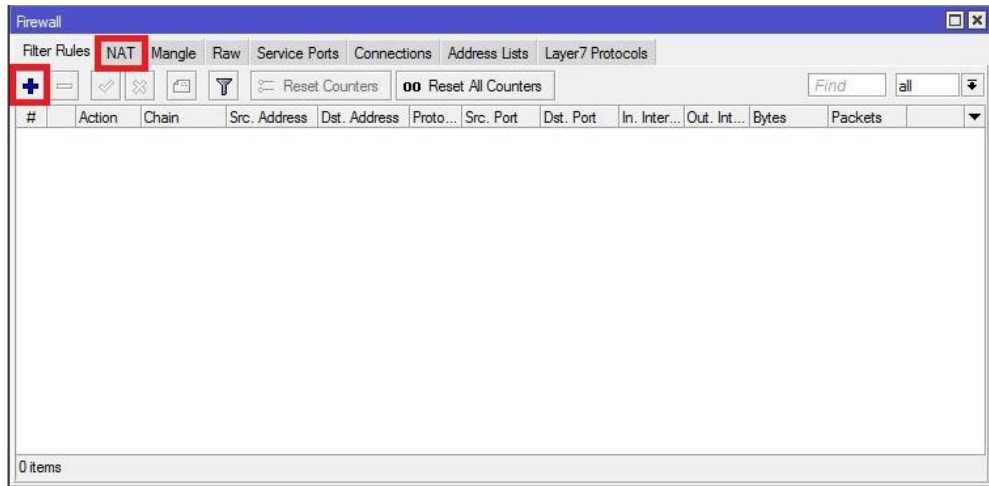 Firewall
Filter Rules NAT Mangle Raw Service Ports Connections Address Lists Layer7 Protocols
Reset Counters 00 Reset All Counters Find all
# Action Chain Src. Address Dst. Address Proto... Src. Port Dst. Port In. Inter... Out. Int... Bytes Packets
0 items